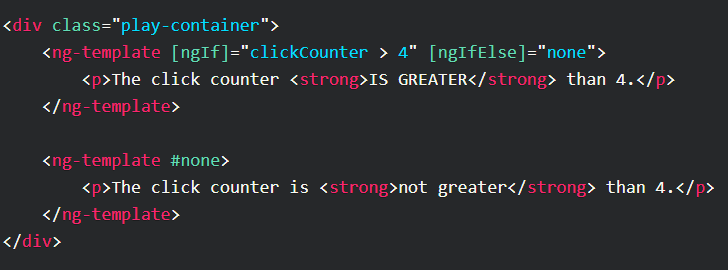 <div class="play-container">
<ng-template [ngIf]="clickCounter > 4" [ngIfElse]="none">
<p>The click counter <strong>IS GREATER</strong> than 4.</p>
</ng-template>
<ng-template #none>
<p>The click counter is <strong>not greater</strong> than 4.</p>
</ng-template>
</div>